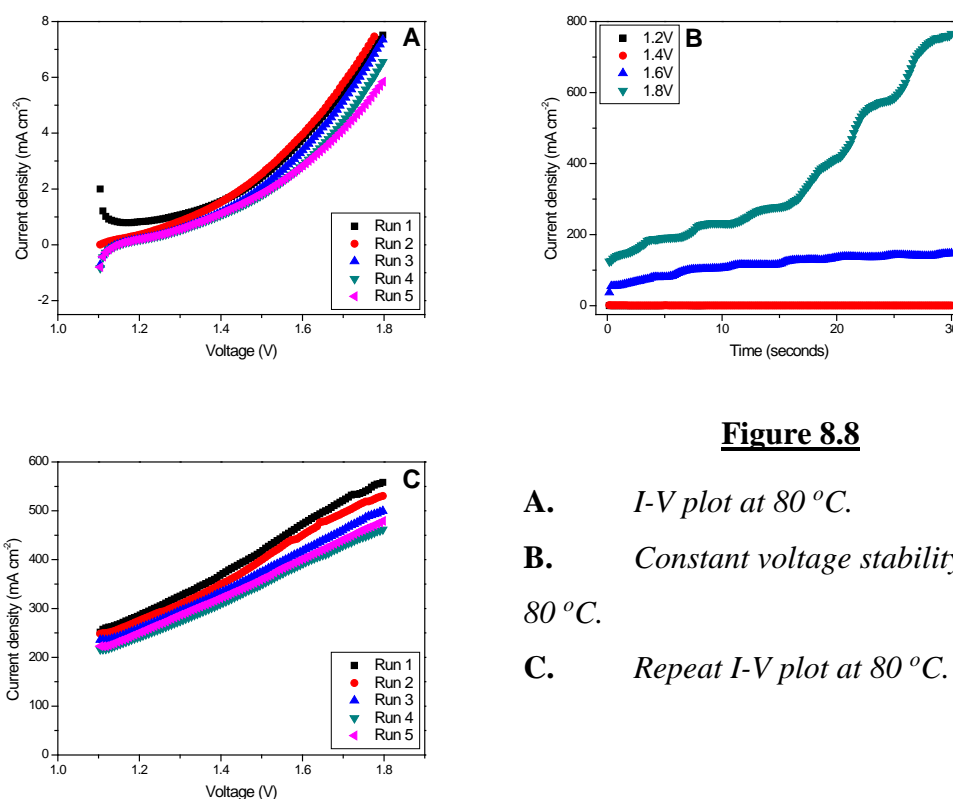 8
6
4
2
0
-2
1.0
1.2
1.4
1.6
1.8
Current density (mA cm-2)
Voltage (V)
A
Run 1
Run 2
Run 3
Run 4
Run 5
800
600
400
200
0
0
10
20
30
Current density (mA cm-2)
Time (seconds)
B
1.2V
1.4V
1.6V
1.8V
600
500
400
300
200
100
0
1.0
1.2
1.4
1.6
1.8
Current density (mA cm-2)
Voltage (V)
C
Run 1
Run 2
Run 3
Run 4
Run 5
Figure 8.8
A. I-V plot at 80 oC.
B. Constant voltage stability
80 oC.
C. Repeat I-V plot at 80 oC.